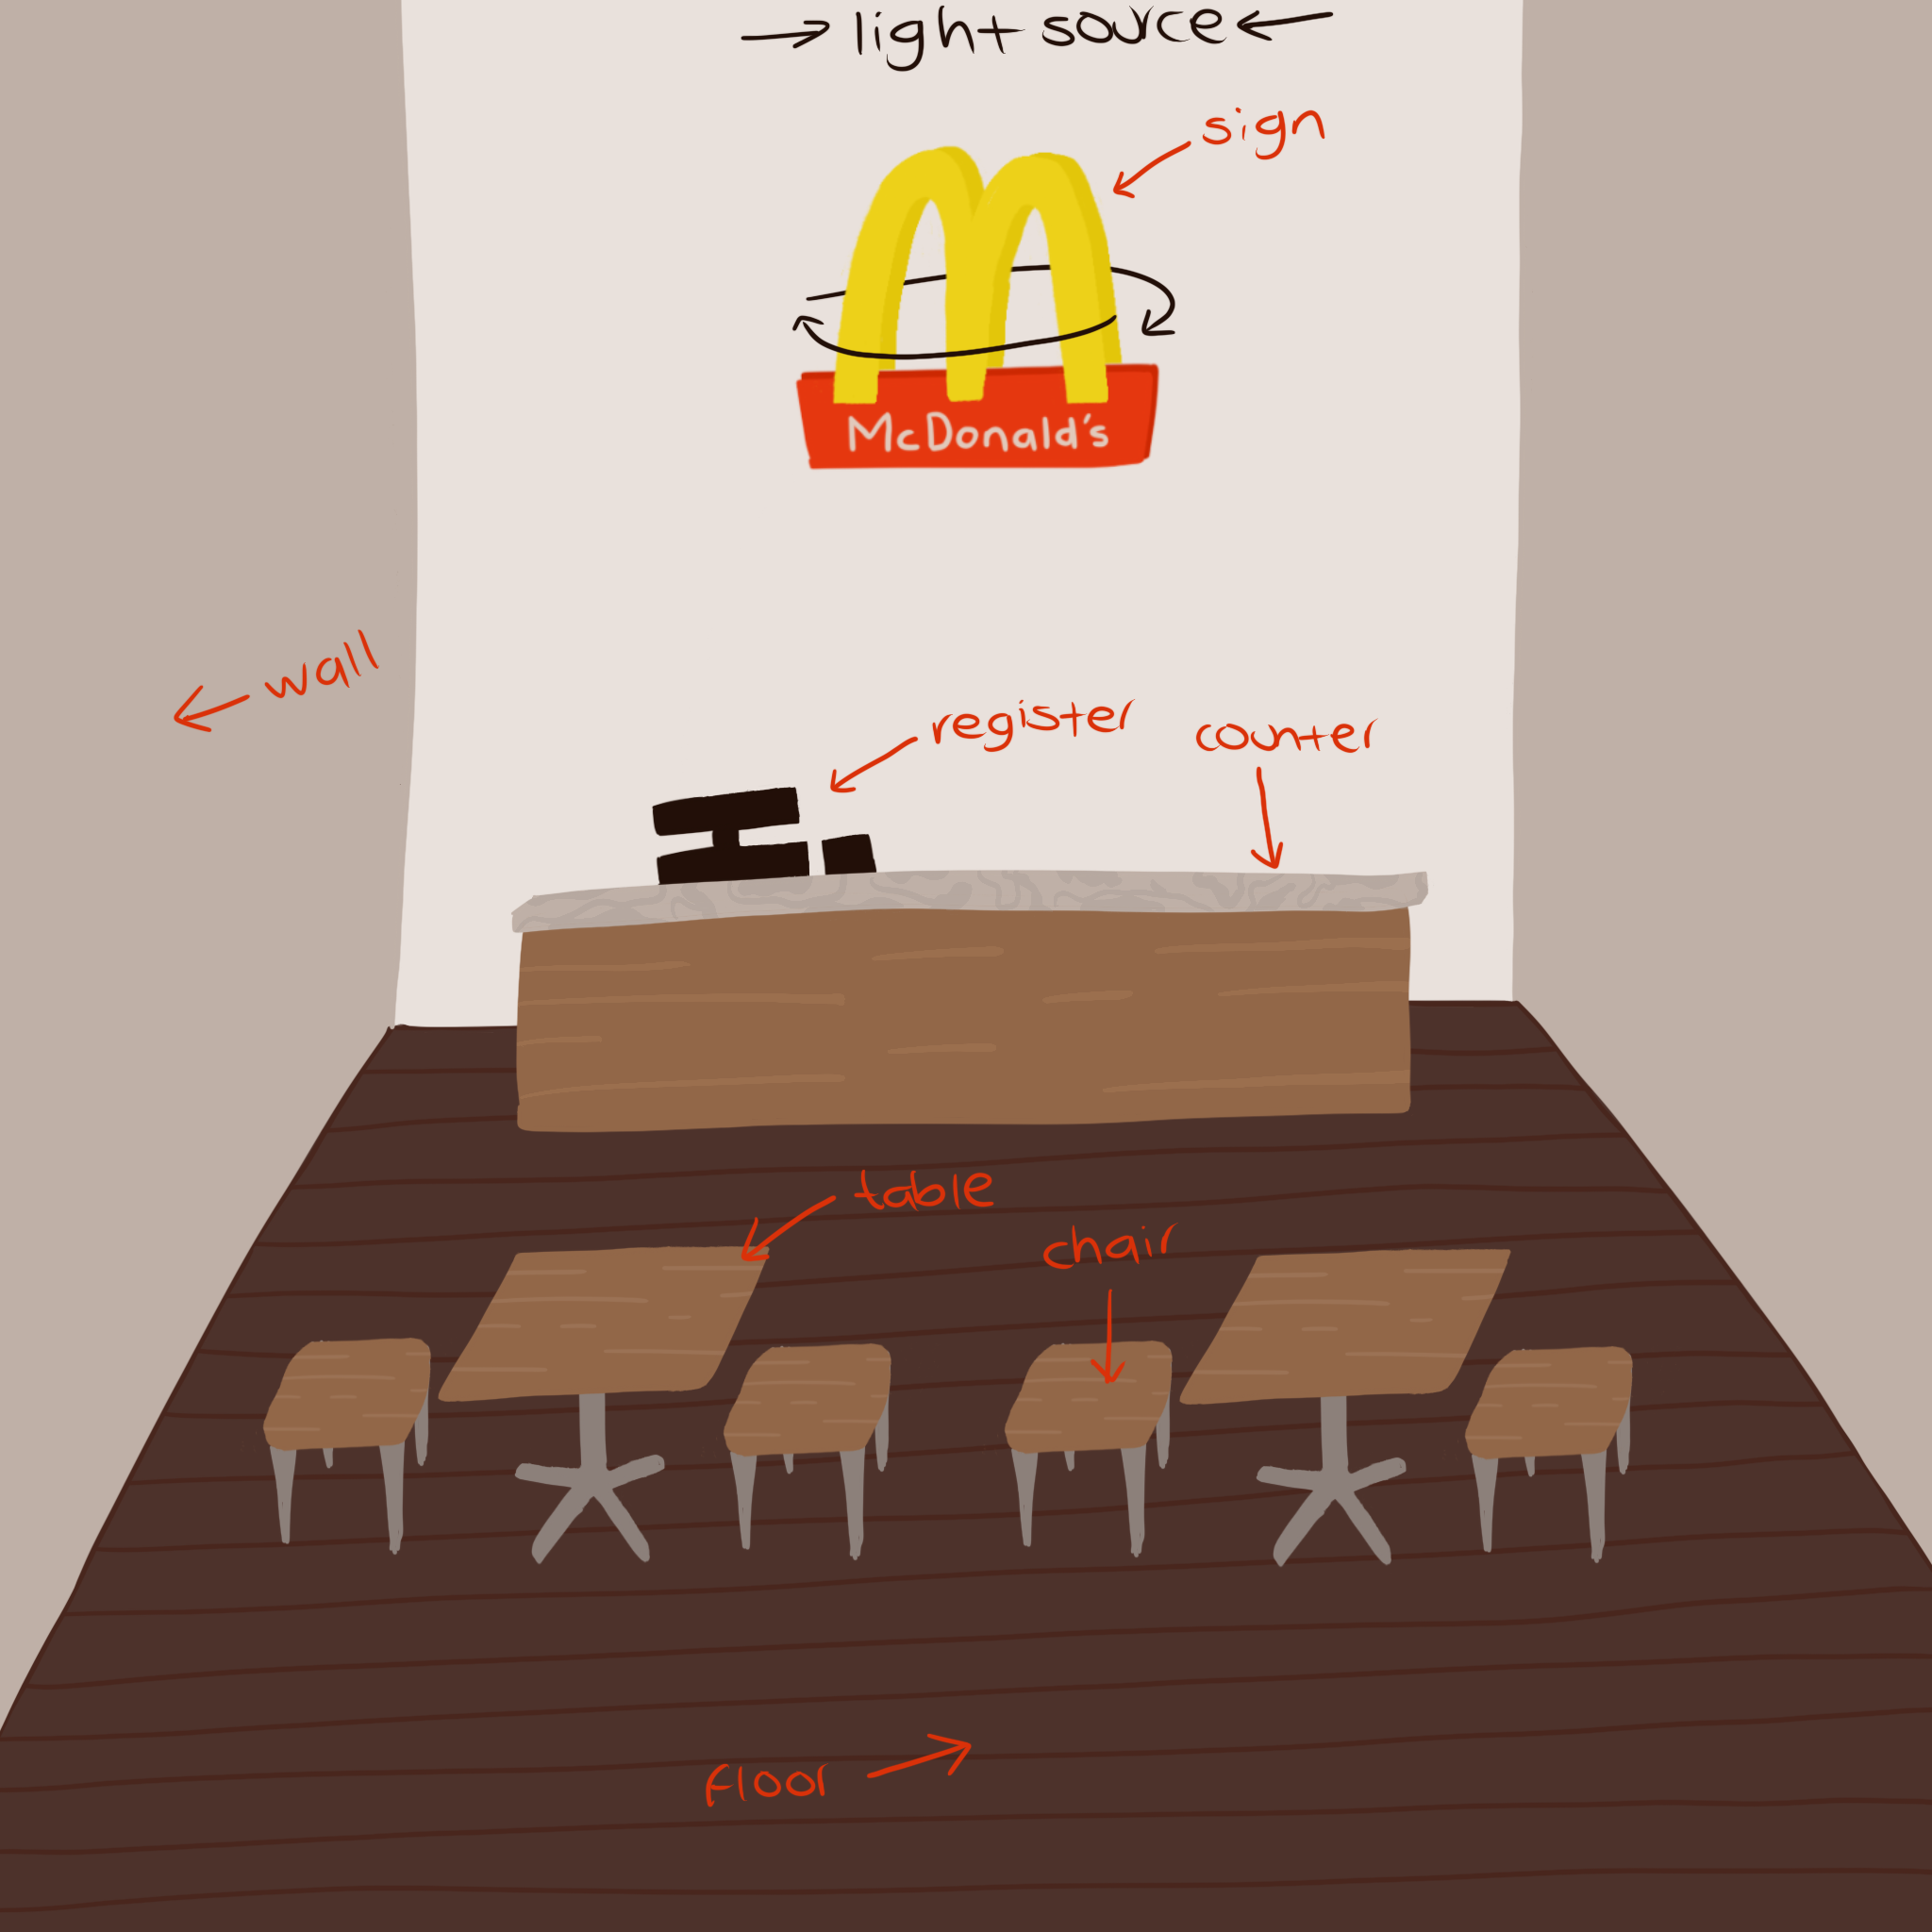 light source
sign
McDonald's
wall
register
counter
table
chair
floor